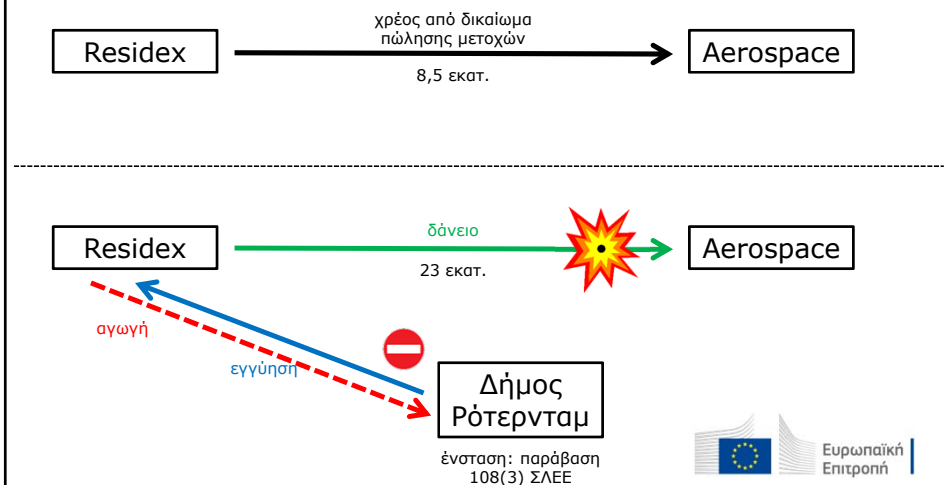 χρέος από δικαίωμα
πώλησης μετοχών
Residex
Aerospace
8,5 εκατ.
Residex
δάνειο
Aerospace
23 εκατ.
αγωγή
εγγύηση
Δήμος
Ρότερνταμ
ένσταση: παράβαση
108(3) ΣΛΕΕ
Ευρωπαϊκή
Επιτροπή